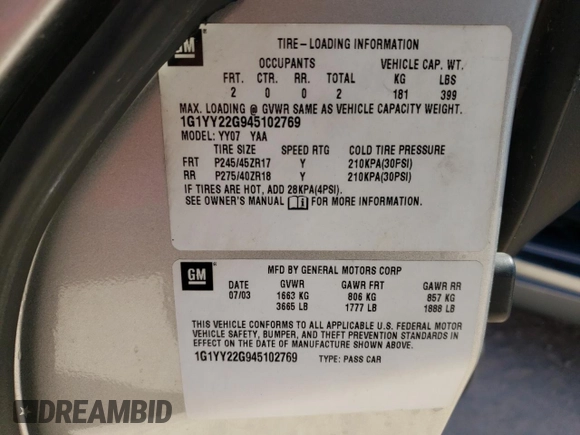 GM
TIRE-LOADING INFORMATION
OCCUPANTS VEHICLE CAP. WT.
FRT. CTR. RR. TOTAL KG LBS
2 0 0 2 181 399
MAX. LOADING @ GVWR SAME AS VEHICLE CAPACITY WEIGHT.
1G1YY22G945102769
MODEL: YY07 YAA
TIRE SIZE SPEED RTG COLD TIRE PRESSURE
FRT P245/45ZR17 Y 210KPA(30PSI)
RR P275/40ZR18 Y 210KPA(30PSI)
IF TIRES ARE HOT, ADD 28KPA(4PSI).
SEE OWNER'S MANUAL FOR MORE INFORMATION.
GM
MFD BY GENERAL MOTORS CORP
DATE GVWR GAWR FRT GAWR RR
07/03 1663 KG 806 KG 857 KG
3665 LB 1777 LB 1888 LB
THIS VEHICLE CONFORMS TO ALL APPLICABLE U.S. FEDERAL MOTOR
VEHICLE SAFETY, BUMPER, AND THEFT PREVENTION STANDARDS
IN EFFECT ON THE DATE OF MANUFACTURE SHOWN ABOVE.
1G1YY22G945102769 TYPE: PASS CAR
DREAMBID